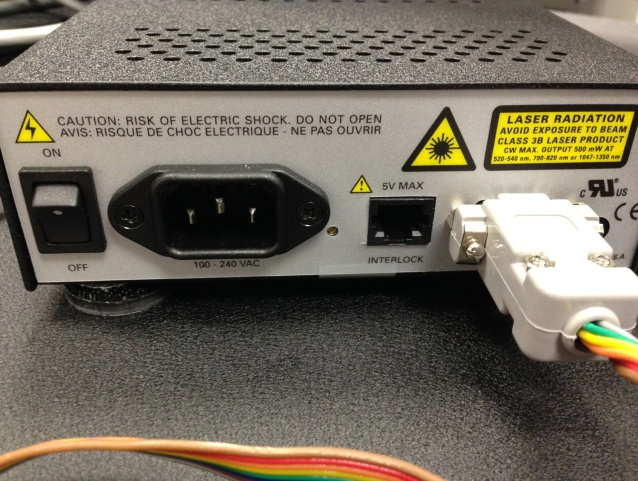 CAUTION: RISK OF ELECTRIC SHOCK. DO NOT OPEN
AVIS: RISQUE DE CHOC ELECTRIQUE - NE PAS OUVRIR
ON
OFF
100 - 240 VAC
5V MAX
INTERLOCK
LASER RADIATION
AVOID EXPOSURE TO BEAM
CLASS 3B LASER PRODUCT
CW MAX. OUTPUT 500 mW AT
520-540 nm, 790-820 nm or 1047-1350 nm
c RU us
CE
S.A.